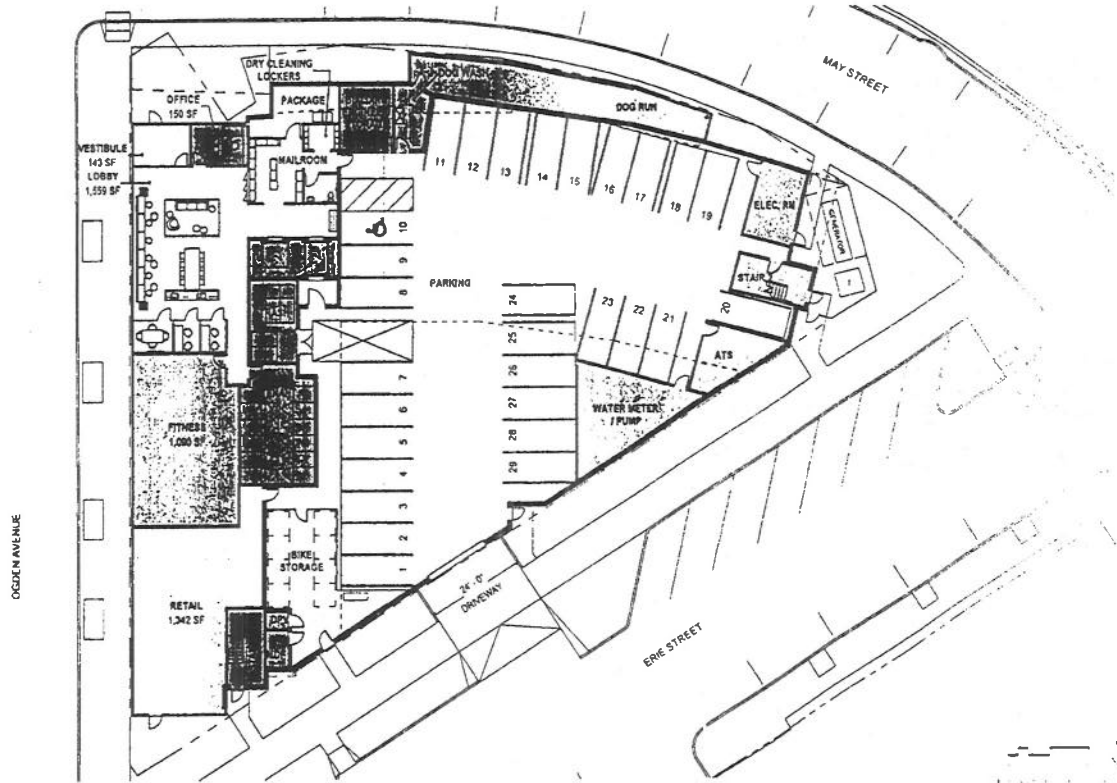 MAY STREET
DRY CLEANING
LOCKERS
DOG WASH
OFFICE
150 SF
PACKAGE
DOG RUN
VESTIBULE
143 SF
LOBBY
1,559 SF
MAILROOM
11
12
13
14
15
16
17
18
19
ELEC. RM
GENERATOR
10
9
8
PARKING
STAIR
24
23
22
21
20
25
ATS
7
26
6
27
WATER METER
/ PUMP
FITNESS
1,090 SF
5
28
4
29
3
2
1
BIKE
STORAGE
24' - 0"
DRIVEWAY
OGDEN AVENUE
RETAIL
1,342 SF
ERIE STREET